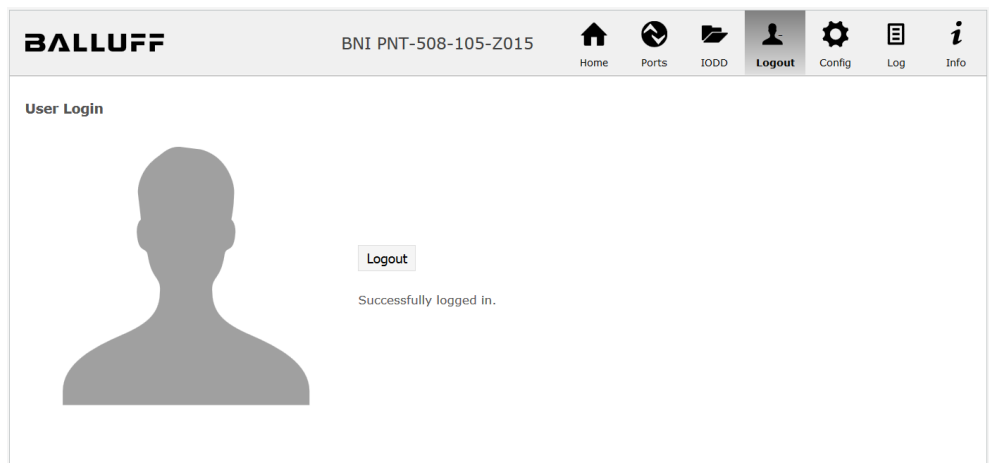 BALLUFF
BNI PNT-508-105-Z015
Home Ports IODD Logout Config Log Info
User Login
Logout
Successfully logged in.